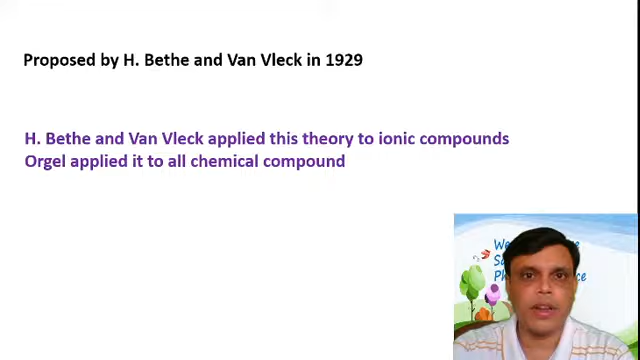 Proposed by H. Bethe and Van Vleck in 1929
H. Bethe and Van Vleck applied this theory to ionic compounds
Orgel applied it to all chemical compound